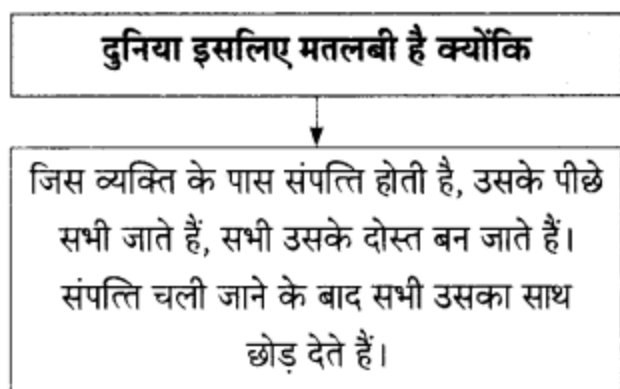 दुनिया इसलिए मतलबी है क्योंकि
जिस व्यक्ति के पास संपत्ति होती है, उसके पीछे
सभी जाते हैं, सभी उसके दोस्त बन जाते हैं।
संपत्ति चली जाने के बाद सभी उसका साथ
छोड़ देते हैं।